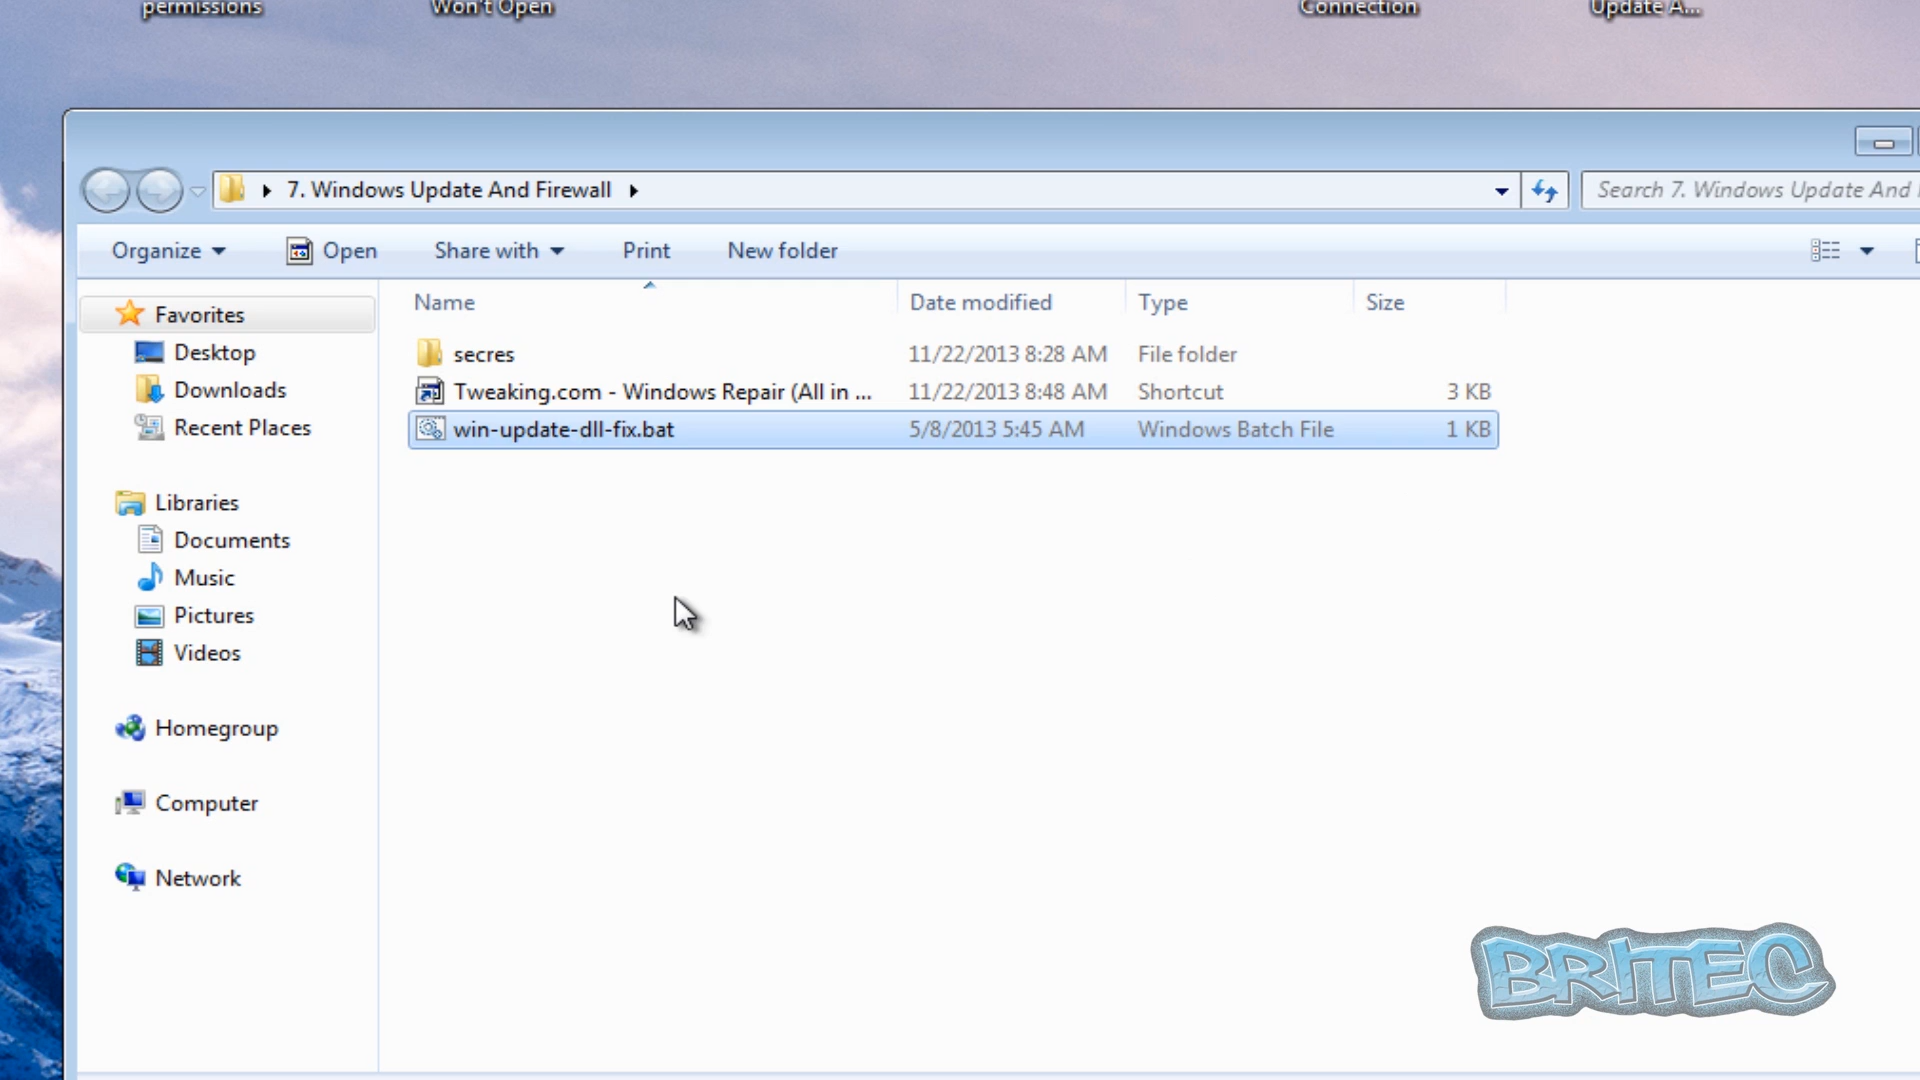 permissions
Won't Open
Connection
Update A...
7. Windows Update And Firewall
Search 7. Windows Update And
Organize
Open
Share with
Print
New folder
Name
Date modified
Type
Size
Favorites
Desktop
Downloads
Recent Places
Libraries
Documents
Music
Pictures
Videos
Homegroup
Computer
Network
secres 11/22/2013 8:28 AM File folder
Tweaking.com - Windows Repair (All in ... 11/22/2013 8:48 AM Shortcut 3 KB
win-update-dll-fix.bat 5/8/2013 5:45 AM Windows Batch File 1 KB
BRITEC